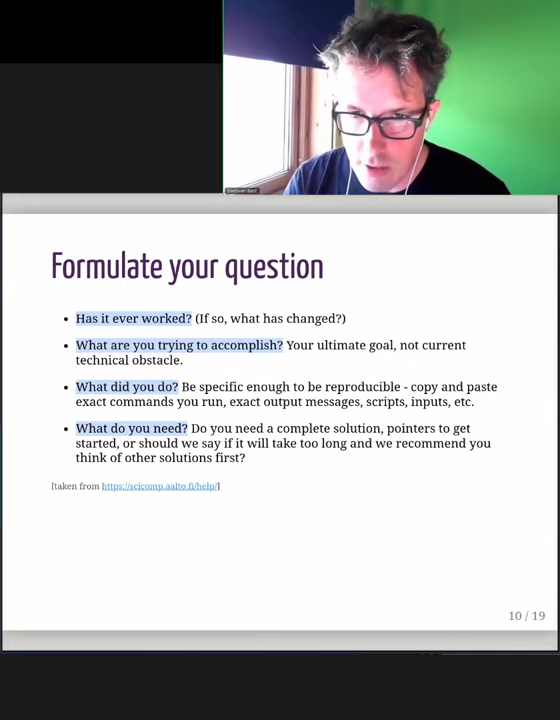 Formulate your question
• Has it ever worked? (If so, what has changed?)
• What are you trying to accomplish? Your ultimate goal, not current
technical obstacle.
• What did you do? Be specific enough to be reproducible - copy and paste
exact commands you run, exact output messages, scripts, inputs, etc.
• What do you need? Do you need a complete solution, pointers to get
started, or should we say if it will take too long and we recommend you
think of other solutions first?
[taken from https://scicomp.aalto.fi/help/]
10 / 19